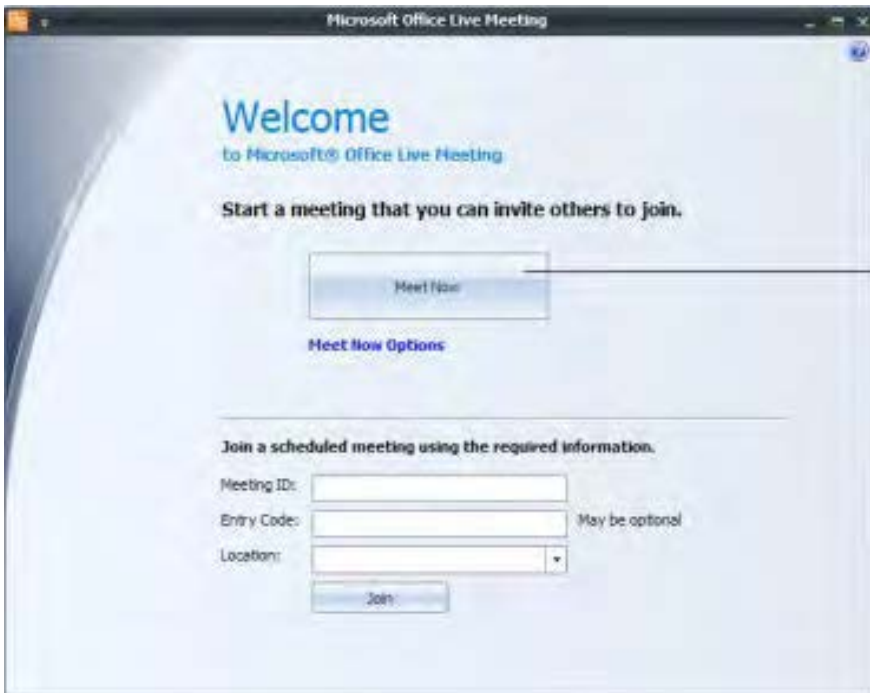 Microsoft Office Live Meeting
Welcome
to Microsoft® Office Live Meeting
Start a meeting that you can invite others to join.
Meet Now
Meet Now Options
Join a scheduled meeting using the required information.
Meeting ID:
Entry Code:
May be optional
Location:
Join